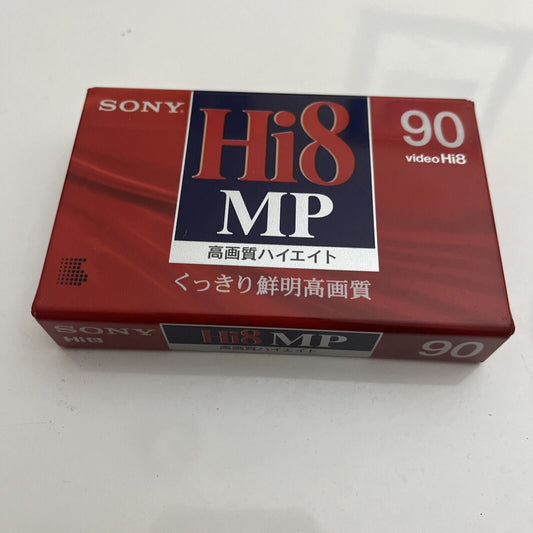 SONY
Hi8
MP
高画質ハイエイト
くっきり鮮明高画質
90
video Hi8
SONY
Hi8
Hi8 MP
高画質ハイエイト
90